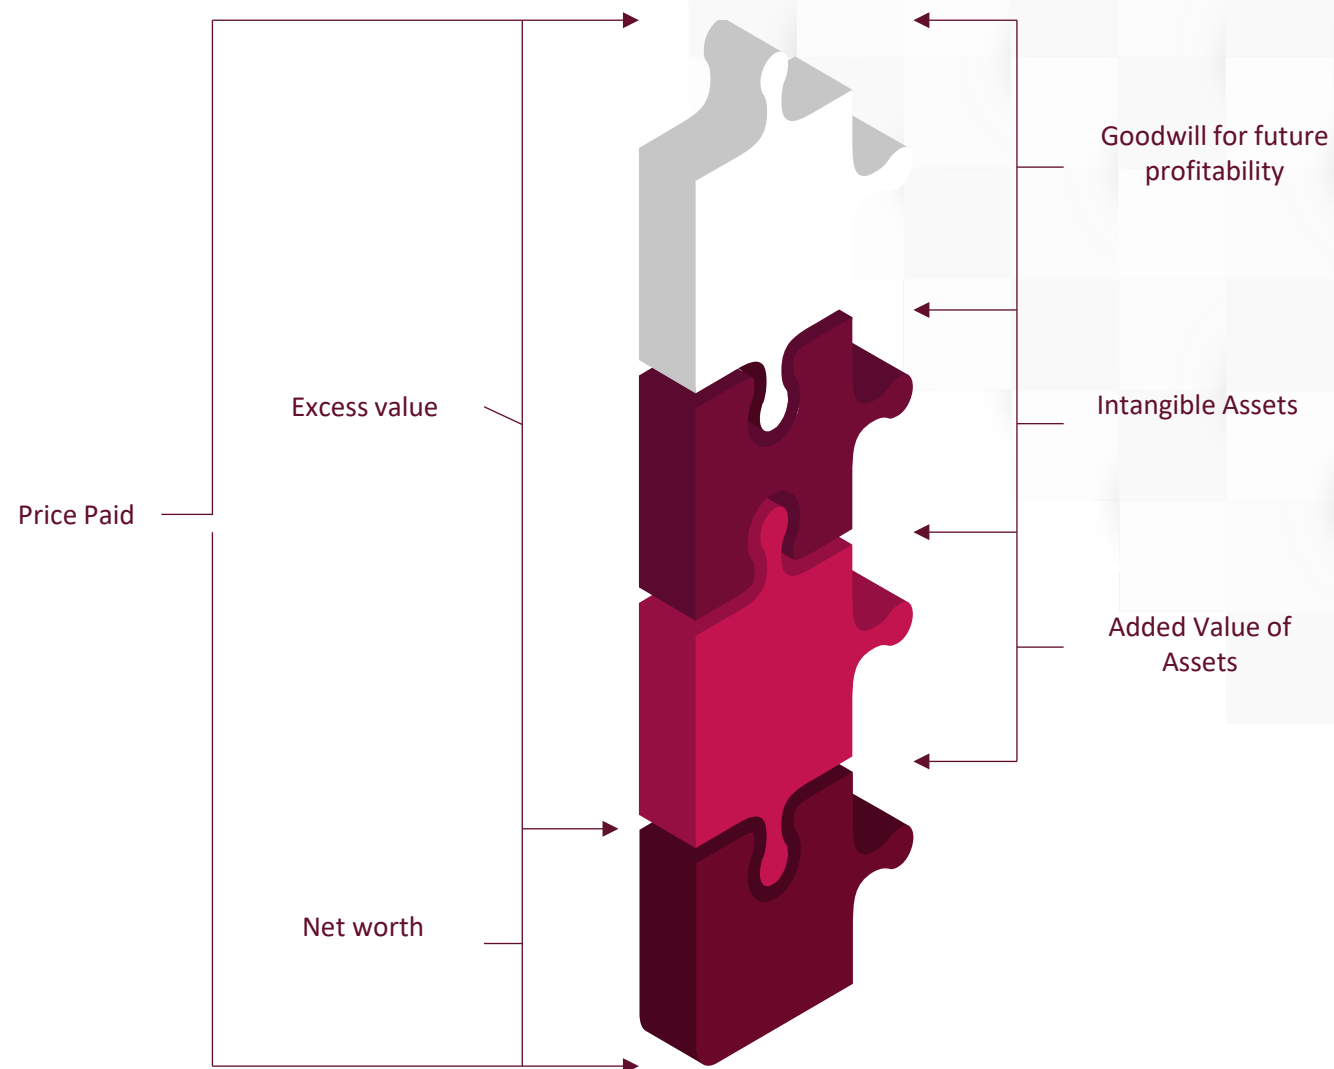 Goodwill for future
profitability
Excess value
Intangible Assets
Price Paid
Added Value of
Assets
Net worth